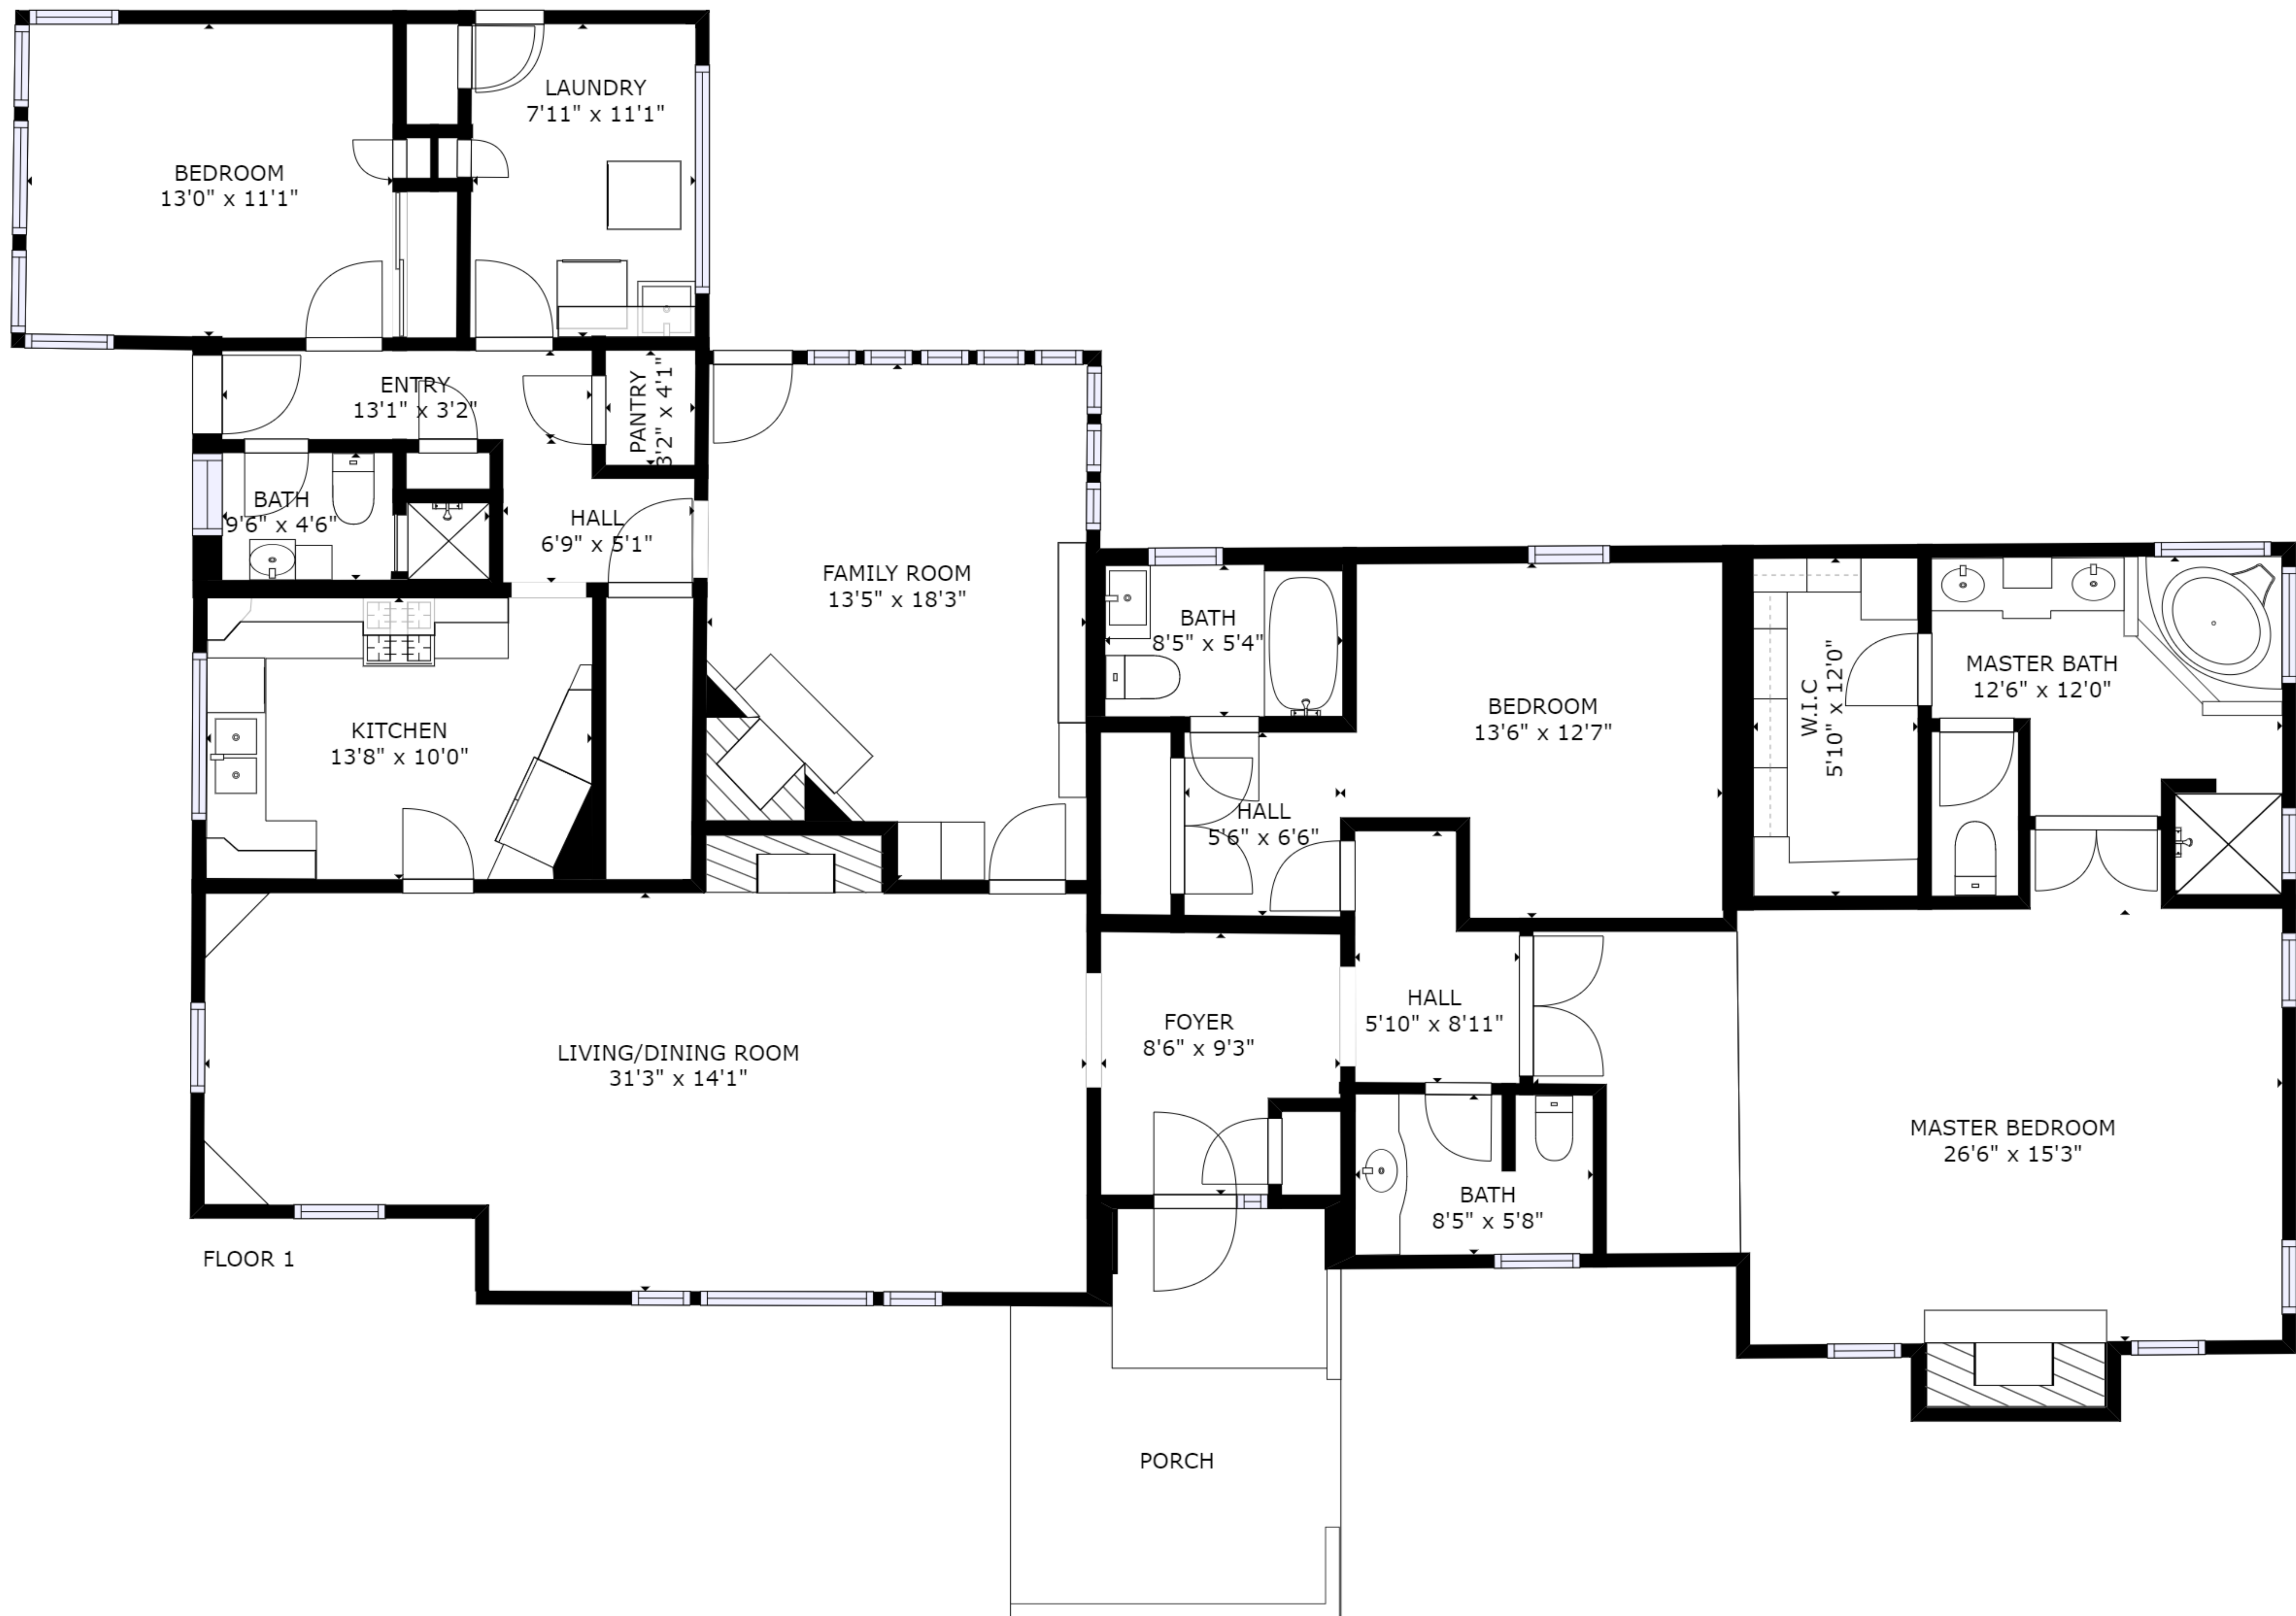 LAUNDRY
7'11" x 11'1"
BEDROOM
13'0" x 11'1"
ENTRY
13'1" x 3'2"
PANTRY
3'2" x 4'1"
BATH
9'6" x 4'6"
HALL
6'9" x 5'1"
FAMILY ROOM
13'5" x 18'3"
BATH
8'5" x 5'4"
BEDROOM
13'6" x 12'7"
W.I.C
5'10" x 12'0"
MASTER BATH
12'6" x 12'0"
KITCHEN
13'8" x 10'0"
HALL
5'6" x 6'6"
HALL
5'10" x 8'11"
FOYER
8'6" x 9'3"
LIVING/DINING ROOM
31'3" x 14'1"
MASTER BEDROOM
26'6" x 15'3"
BATH
8'5" x 5'8"
FLOOR 1
PORCH